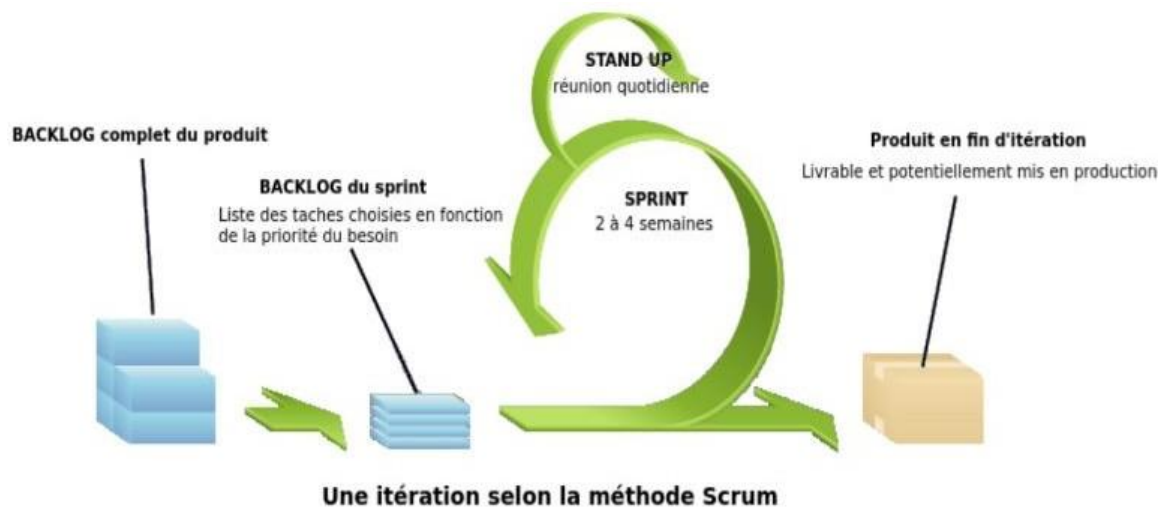 STAND UP
réunion quotidienne
BACKLOG complet du produit
BACKLOG du sprint
Liste des taches choisies en fonction
de la priorité du besoin
SPRINT
2 à 4 semaines
Produit en fin d'itération
Livrable et potentiellement mis en production
Une itération selon la méthode Scrum